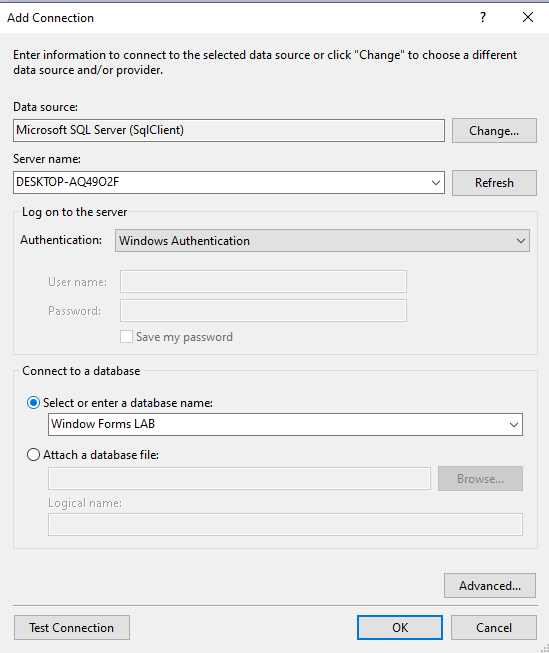 Add Connection
?
Enter information to connect to the selected data source or click "Change" to choose a different
data source and/or provider.
Data source:
Microsoft SQL Server (SqlClient)
Change...
Server name:
DESKTOP-AQ49O2F
Refresh
Log on to the server
Authentication:
Windows Authentication
User name:
Password:
Save my password
Connect to a database
Select or enter a database name:
Window Forms LAB
Attach a database file:
Browse...
Logical name:
Advanced...
Test Connection
OK
Cancel